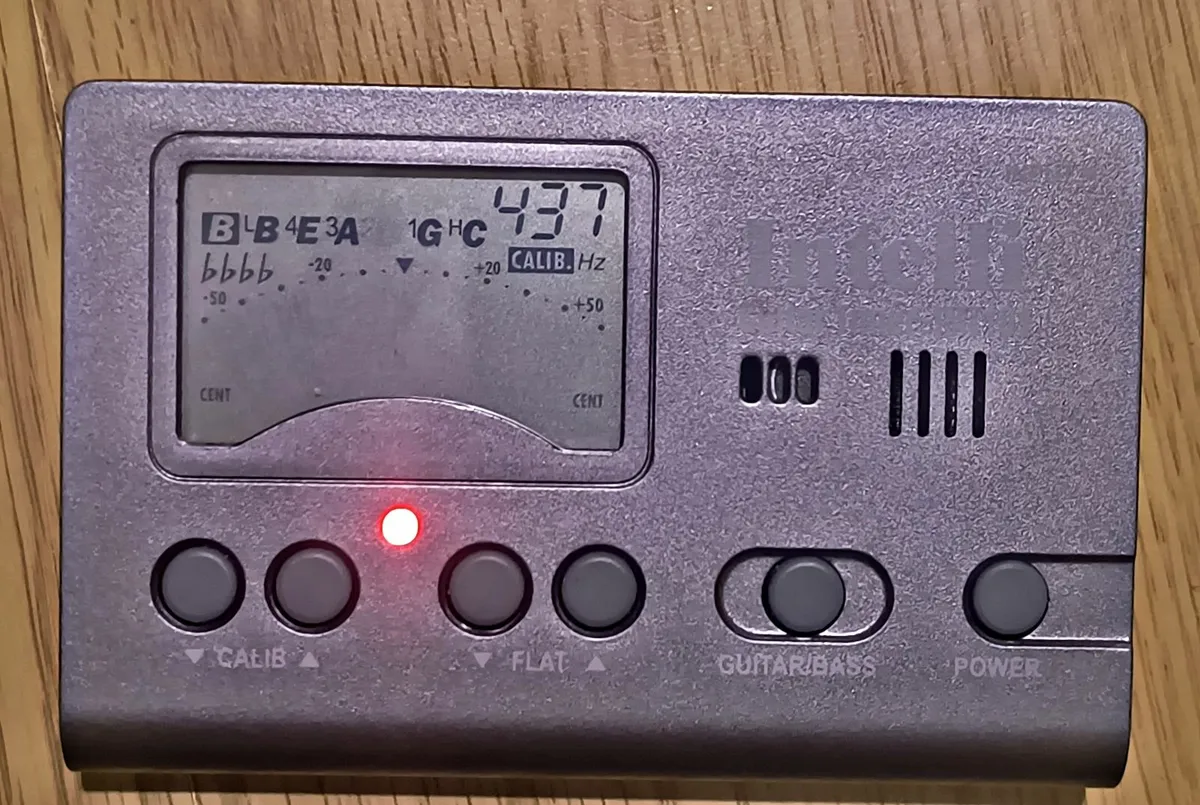 437
B LB 4E 3A 1G HC
♭♭♭♭ -20 +20 CALIB. Hz
-50 +50
CENT CENT
Intelli
▼ CALIB ▲ ▼ FLAT ▲ GUITAR/BASS POWER